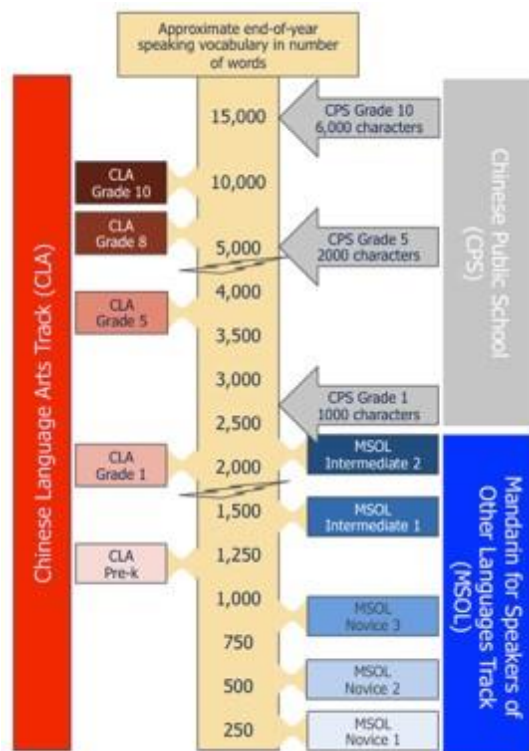 Approximate end-of-year
speaking vocabulary in number
of words
Chinese Language Arts Track (CLA)
CLA
Grade 10
CLA
Grade 8
CLA
Grade 5
CLA
Grade 1
CLA
Pre-k
15,000
10,000
5,000
4,000
3,500
3,000
2,500
2,000
1,500
1,250
1,000
750
500
250
CPS Grade 10
6,000 characters
CPS Grade 5
2000 characters
CPS Grade 1
1000 characters
MSOL
Intermediate 2
MSOL
Intermediate 1
MSOL
Novice 3
MSOL
Novice 2
MSOL
Novice 1
Chinese Public School
(CPS)
Mandarin for Speakers of
Other Languages Track
(MSOL)